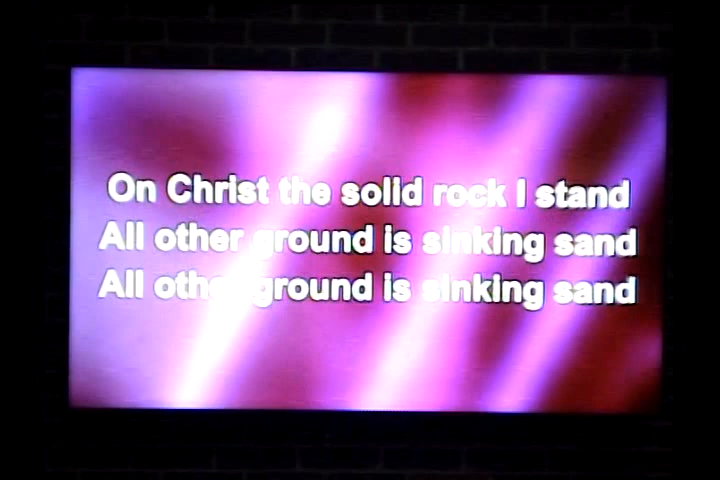 On Christ the solid rock I stand
All other ground is sinking sand
All other ground is sinking sand